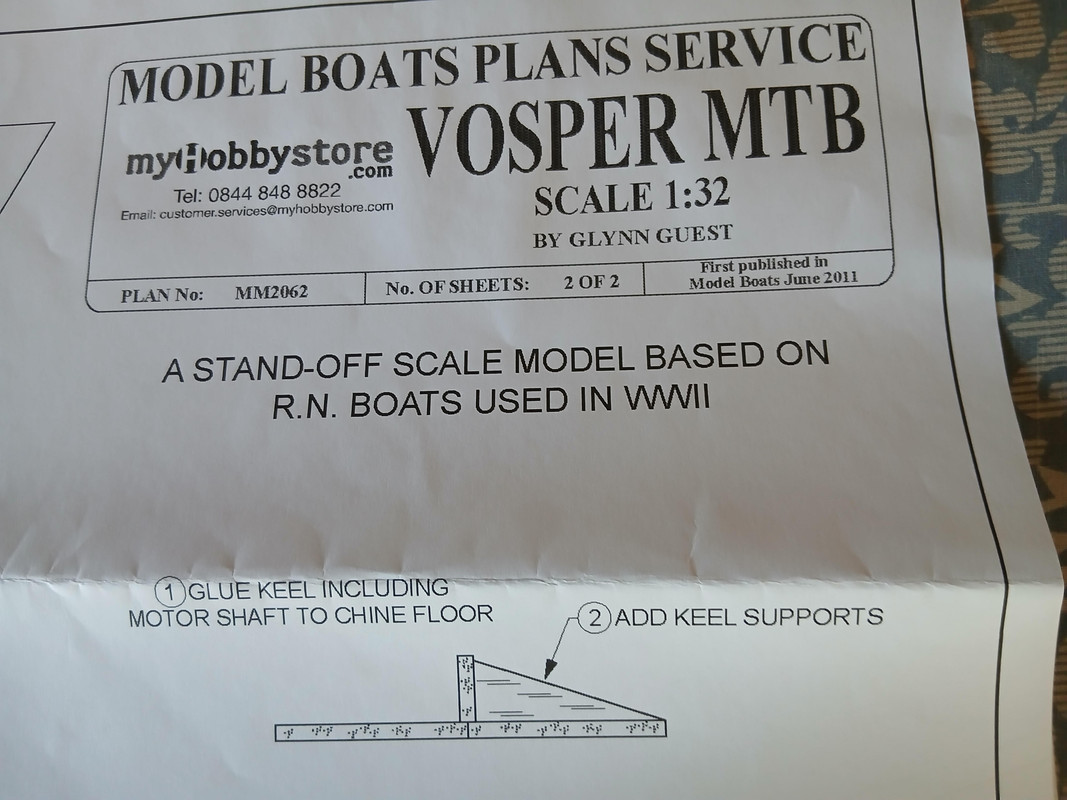 MODEL BOATS PLANS SERVICE
myHobbystore
.com
VOSPER MTB
Tel: 0844 848 8822
Email: customer.services@myhobbystore.com
SCALE 1:32
BY GLYNN GUEST
PLAN No: MM2062
No. OF SHEETS: 2 OF 2
First published in
Model Boats June 2011
A STAND-OFF SCALE MODEL BASED ON
R.N. BOATS USED IN WWII
1 GLUE KEEL INCLUDING
MOTOR SHAFT TO CHINE FLOOR
2 ADD KEEL SUPPORTS